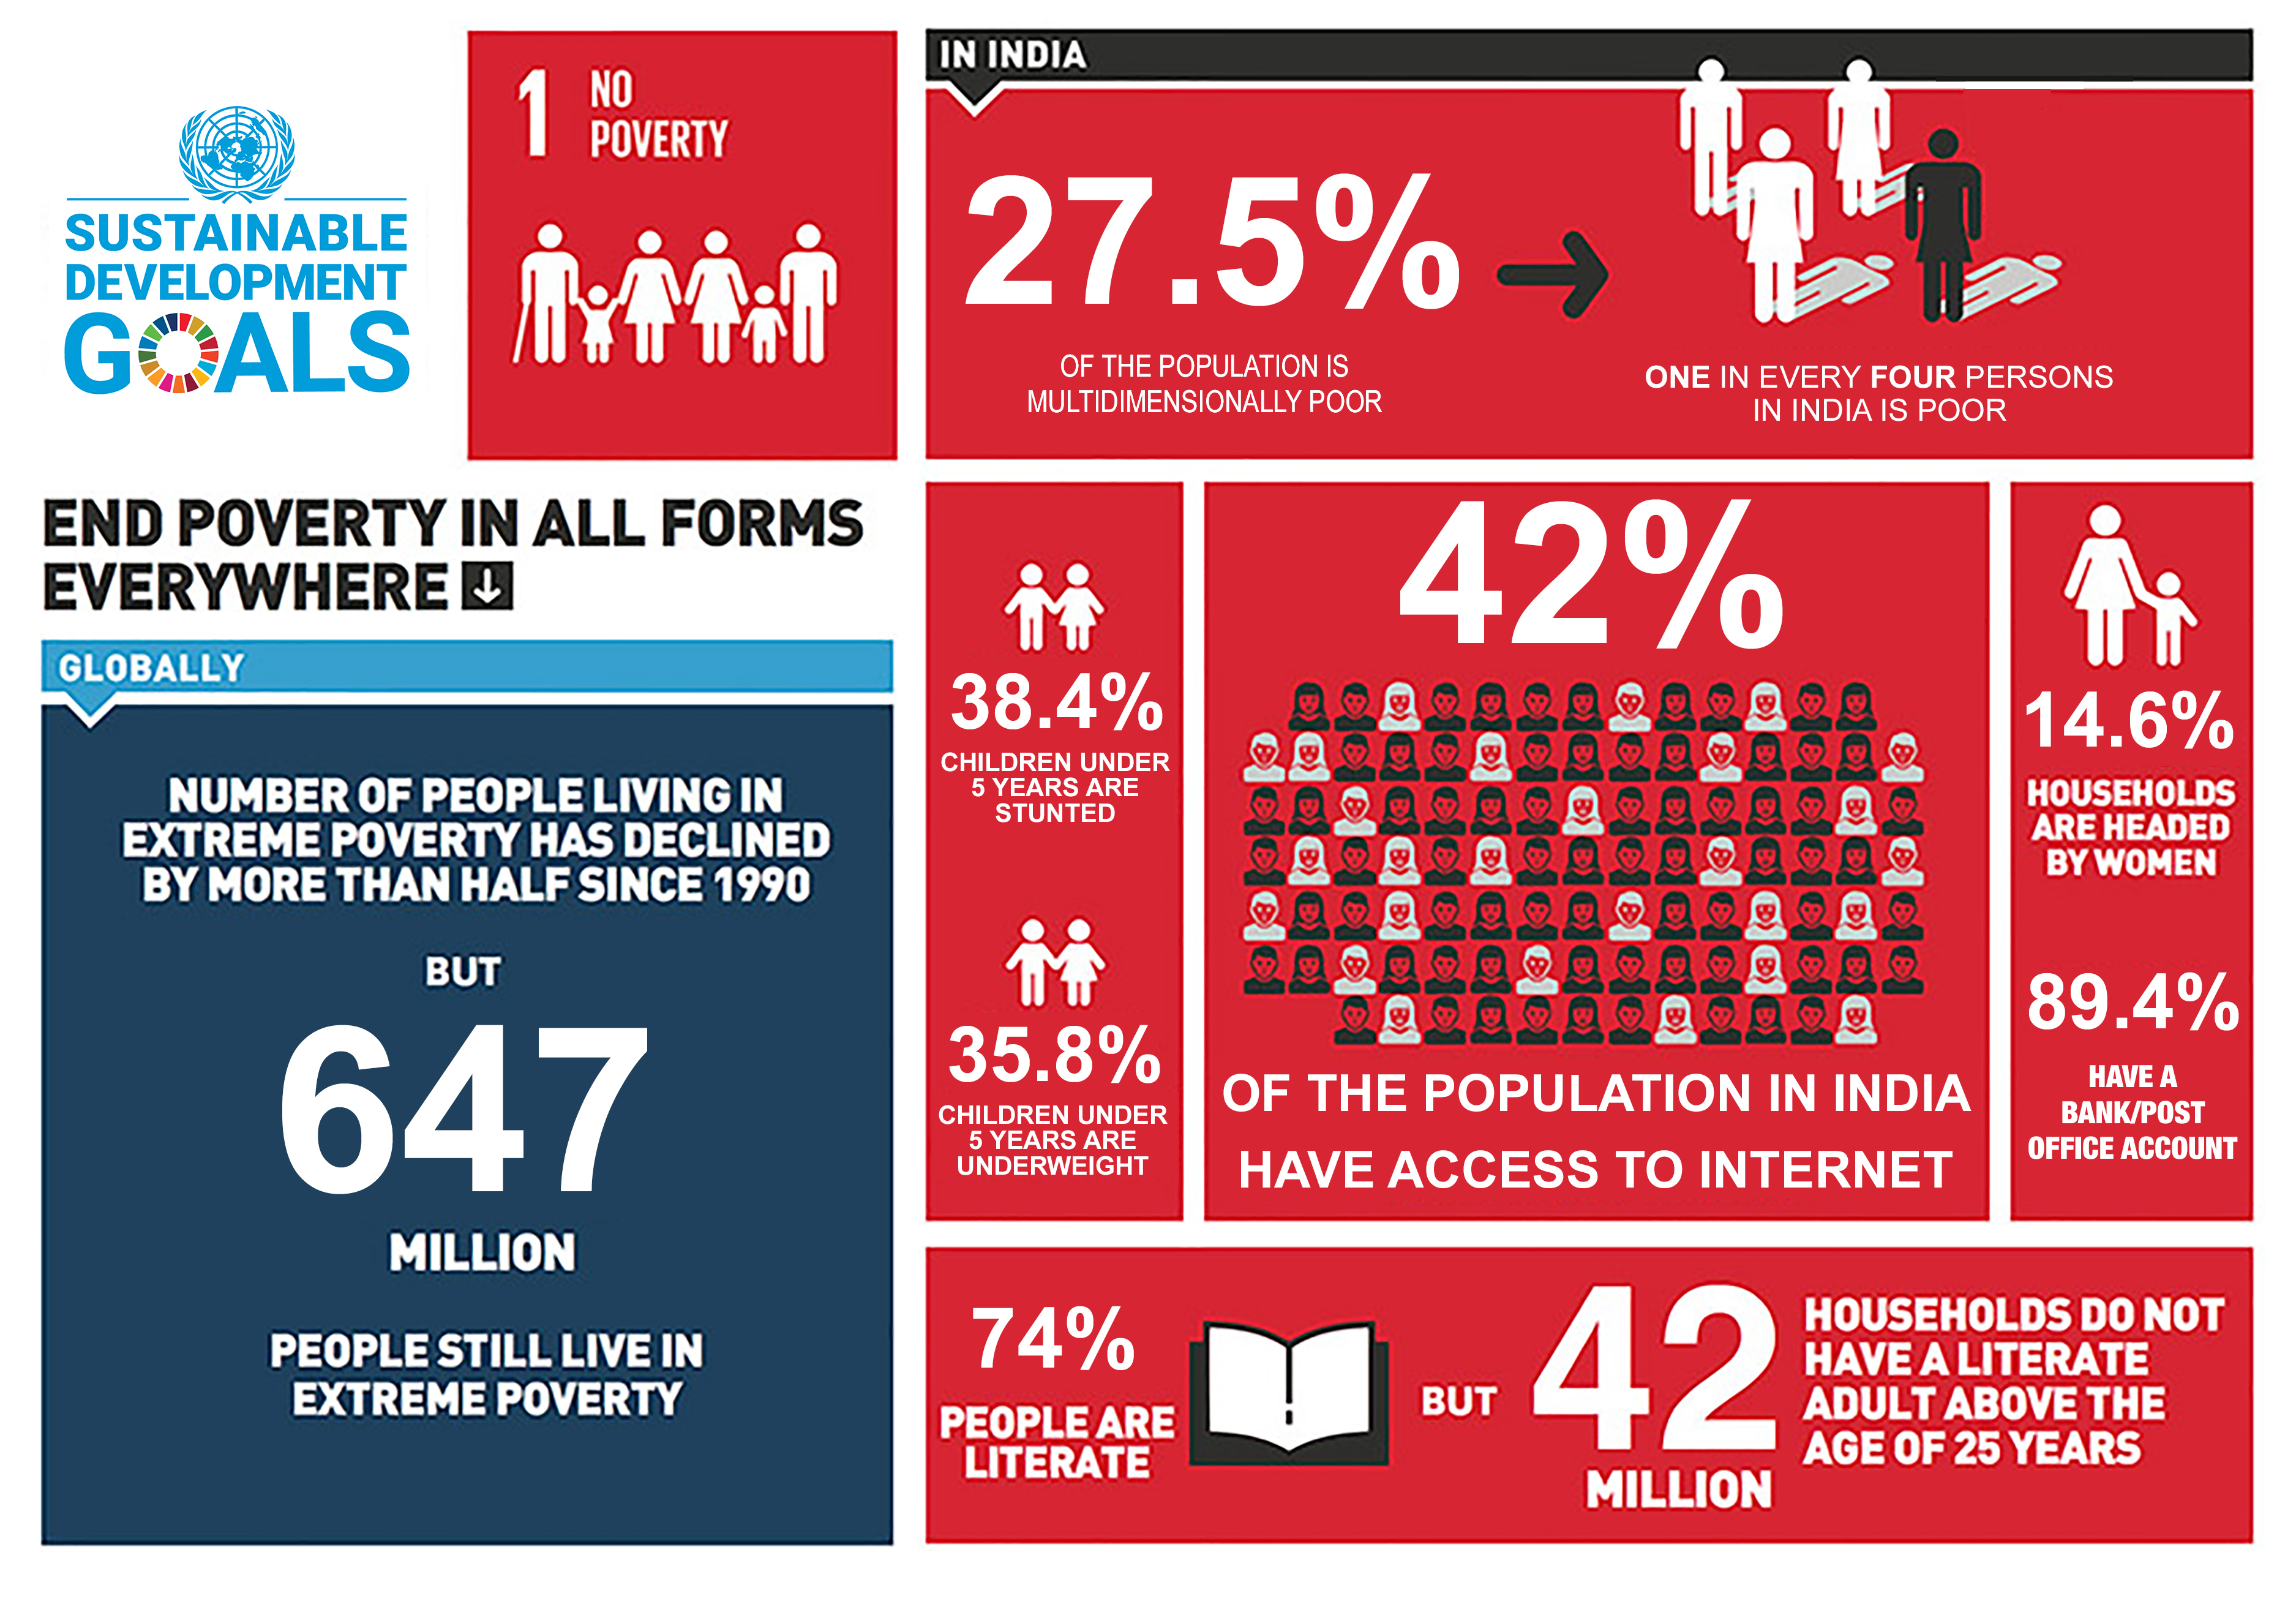 SUSTAINABLE
DEVELOPMENT
GOALS
1 NO
POVERTY
END POVERTY IN ALL FORMS
EVERYWHERE
GLOBALLY
NUMBER OF PEOPLE LIVING IN
EXTREME POVERTY HAS DECLINED
BY MORE THAN HALF SINCE 1990
BUT
647
MILLION
PEOPLE STILL LIVE IN
EXTREME POVERTY
IN INDIA
27.5%
OF THE POPULATION IS
MULTIDIMENSIONALLY POOR
ONE IN EVERY FOUR PERSONS
IN INDIA IS POOR
38.4%
CHILDREN UNDER
5 YEARS ARE
STUNTED
35.8%
CHILDREN UNDER
5 YEARS ARE
UNDERWEIGHT
42%
OF THE POPULATION IN INDIA
HAVE ACCESS TO INTERNET
14.6%
HOUSEHOLDS
ARE HEADED
BY WOMEN
89.4%
HAVE A
BANK/POST
OFFICE ACCOUNT
74%
PEOPLE ARE
LITERATE
BUT
42
MILLION
HOUSEHOLDS DO NOT
HAVE A LITERATE
ADULT ABOVE THE
AGE OF 25 YEARS